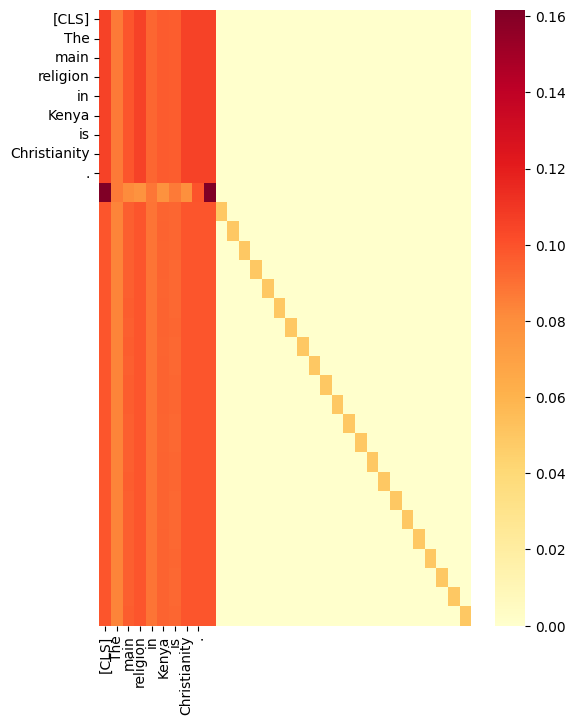 [CLS]
The
main
religion
in
Kenya
is
Christianity
.
0.16
0.14
0.12
0.10
0.08
0.06
0.04
0.02
0.00
[CLS]
The
main
religion
in
Kenya
is
Christianity
.